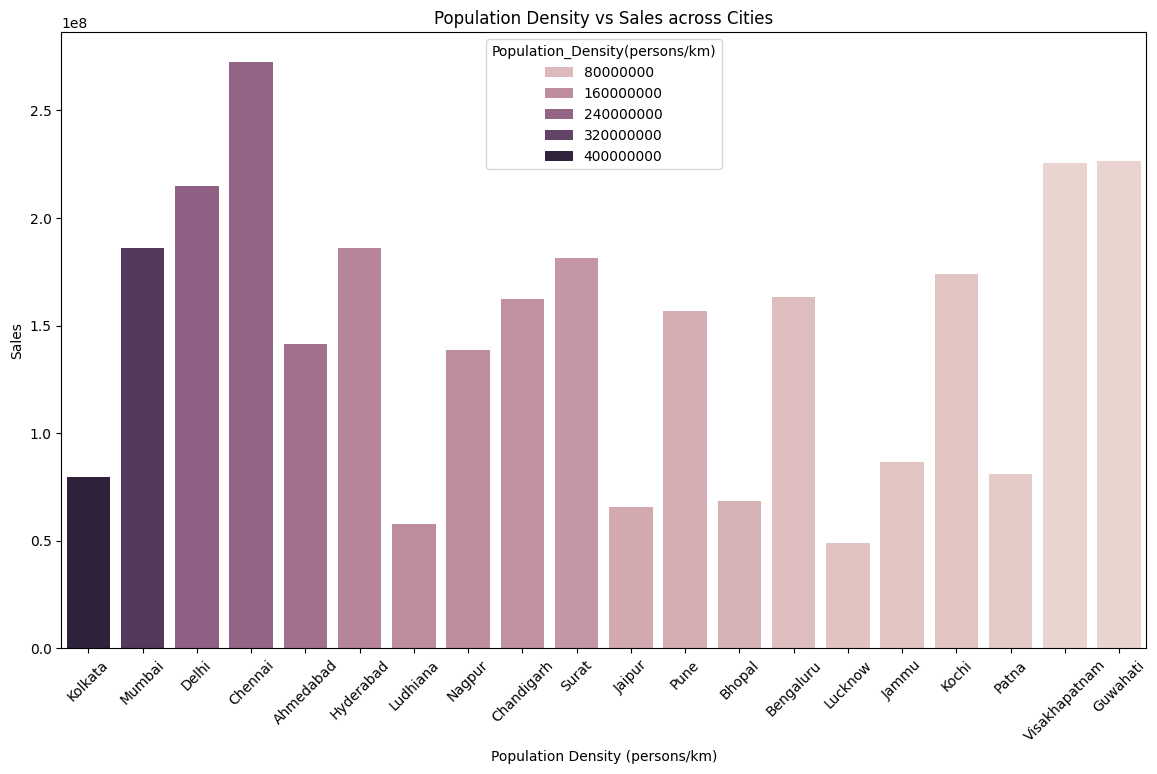 Population Density vs Sales across Cities
1e8
Population_Density(persons/km)
80000000
160000000
240000000
320000000
400000000
Sales
2.5
2.0
1.5
1.0
0.5
0.0
Kolkata
Mumbai
Delhi
Chennai
Ahmedabad
Hyderabad
Ludhiana
Nagpur
Chandigarh
Surat
Jaipur
Pune
Bhopal
Bengaluru
Lucknow
Jammu
Kochi
Patna
Visakhapatnam
Guwahati
Population Density (persons/km)